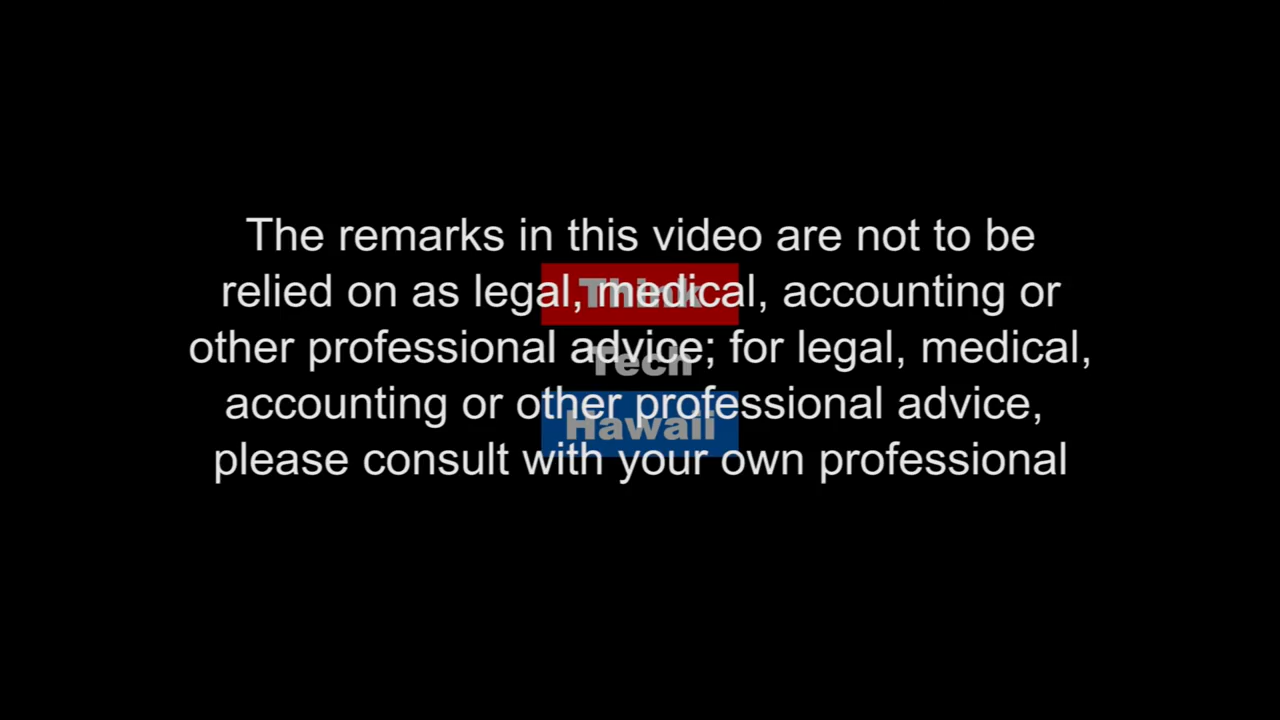 The remarks in this video are not to be
relied on as legal, medical, accounting or
other professional advice; for legal, medical,
accounting or other professional advice,
please consult with your own professional
Think
Tech
Hawaii